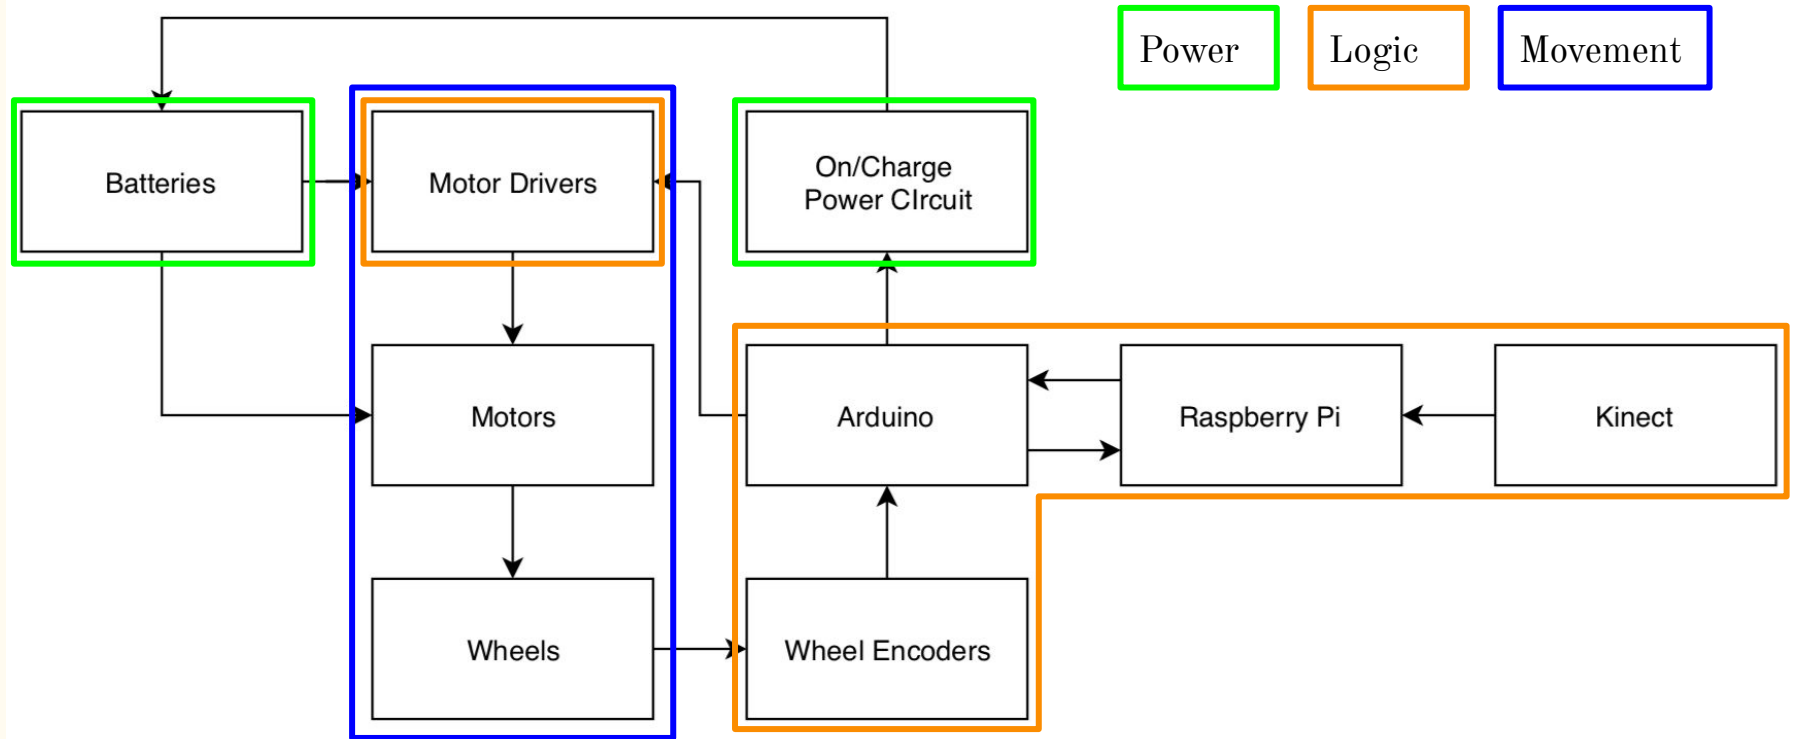 Power
Logic
Movement
Batteries
Motor Drivers
On/Charge
Power CIrcuit
Motors
Arduino
Raspberry Pi
Kinect
Wheels
Wheel Encoders